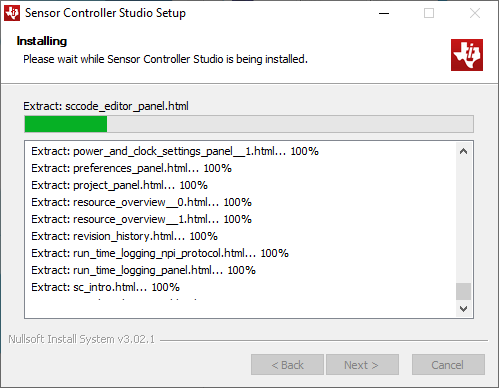 Sensor Controller Studio Setup
Installing
Please wait while Sensor Controller Studio is being installed.
Extract: sccode_editor_panel.html
Extract: power_and_clock_settings_panel__1.html... 100%
Extract: preferences_panel.html... 100%
Extract: project_panel.html... 100%
Extract: resource_overview__0.html... 100%
Extract: resource_overview__1.html... 100%
Extract: revision_history.html... 100%
Extract: run_time_logging_npi_protocol.html... 100%
Extract: run_time_logging_panel.html... 100%
Extract: sc_intro.html... 100%
Nullsoft Install System v3.02.1
< Back
Next >
Cancel